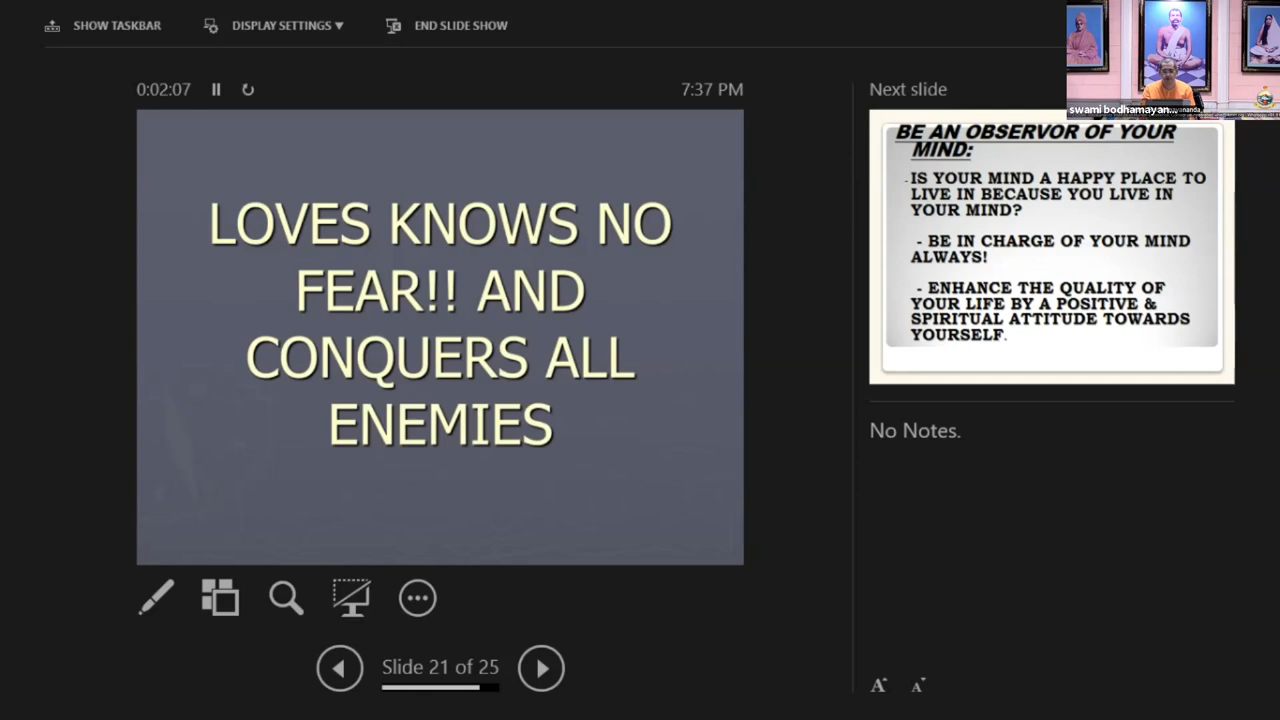 SHOW TASKBAR
DISPLAY SETTINGS ▼
END SLIDE SHOW
0:02:07
7:37 PM
LOVES KNOWS NO
FEAR!! AND
CONQUERS ALL
ENEMIES
Slide 21 of 25
Next slide
BE AN OBSERVOR OF YOUR
MIND:
- IS YOUR MIND A HAPPY PLACE TO
LIVE IN BECAUSE YOU LIVE IN
YOUR MIND?
- BE IN CHARGE OF YOUR MIND
ALWAYS!
- ENHANCE THE QUALITY OF
YOUR LIFE BY A POSITIVE &
SPIRITUAL ATTITUDE TOWARDS
YOURSELF.
No Notes.
A A
swami bodhamayan...